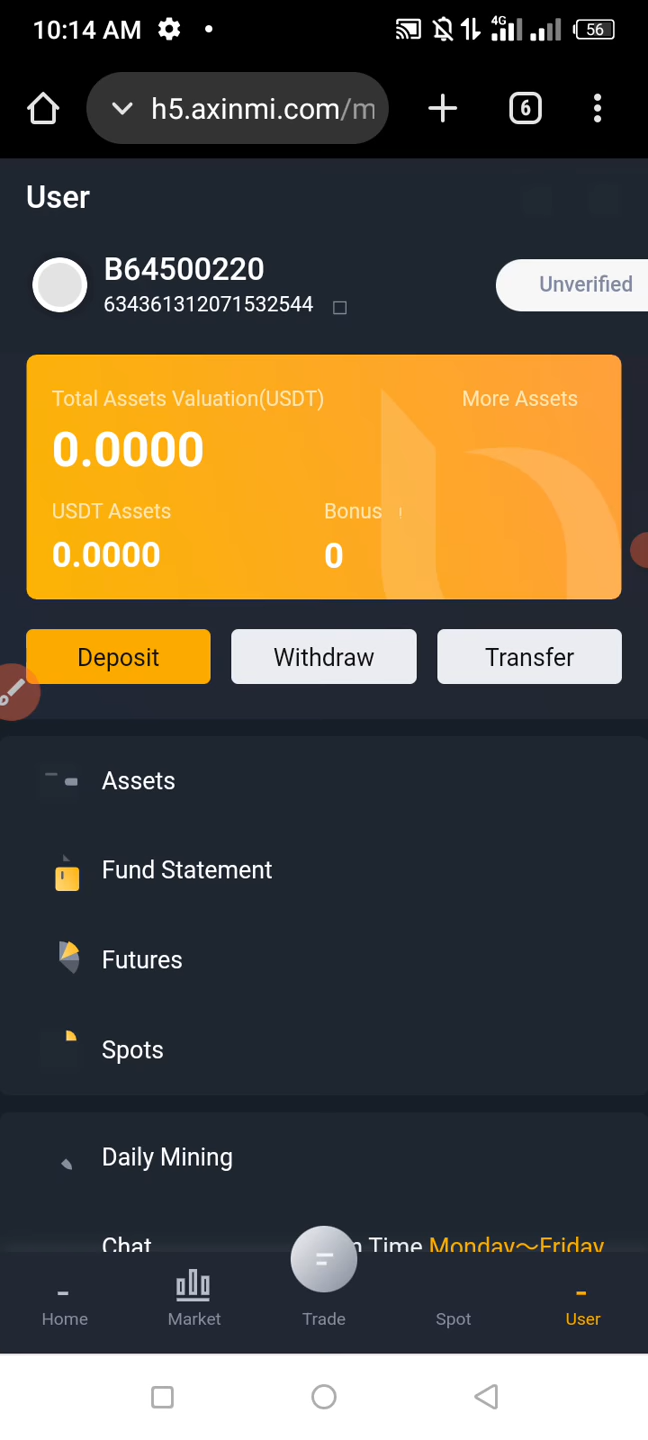 10:14 AM
4G
56
h5.axinmi.com/m
6
User
B64500220
634361312071532544
Unverified
Total Assets Valuation(USDT)
More Assets
0.0000
USDT Assets
Bonus
0.0000
0
Deposit
Withdraw
Transfer
Assets
Fund Statement
Futures
Spots
Daily Mining
Chat
Time Monday～Friday
Home
Market
Trade
Spot
User